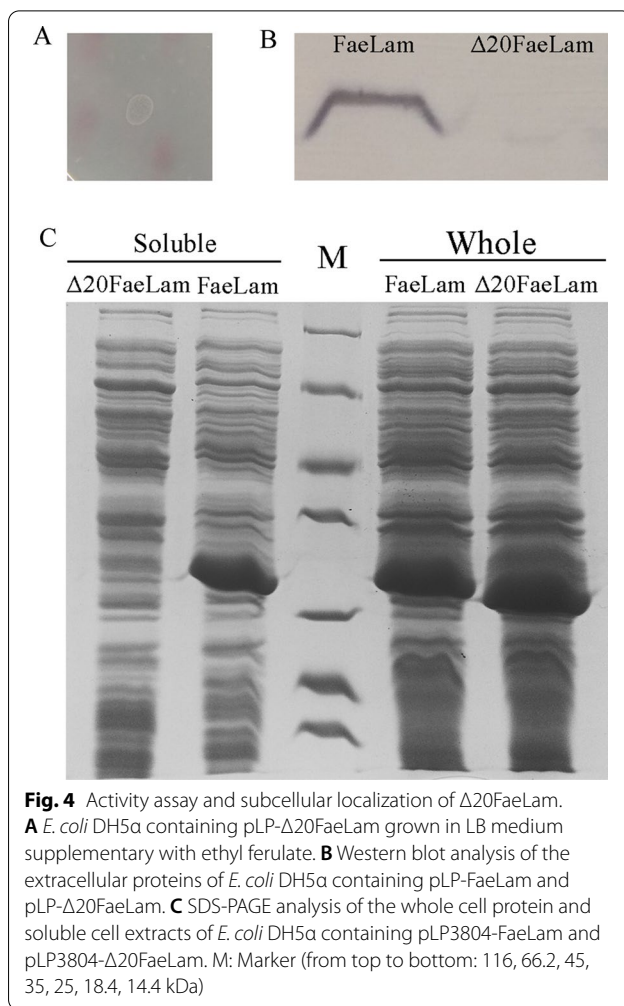 A
B
FaeLam Δ20FaeLam
C
Soluble M Whole
Δ20FaeLam FaeLam FaeLam Δ20FaeLam
Fig. 4 Activity assay and subcellular localization of Δ20FaeLam.
A E. coli DH5α containing pLP-Δ20FaeLam grown in LB medium
supplementary with ethyl ferulate. B Western blot analysis of the
extracellular proteins of E. coli DH5α containing pLP-FaeLam and
pLP-Δ20FaeLam. C SDS-PAGE analysis of the whole cell protein and
soluble cell extracts of E. coli DH5α containing pLP3804-FaeLam and
pLP3804-Δ20FaeLam. M: Marker (from top to bottom: 116, 66.2, 45,
35, 25, 18.4, 14.4 kDa)